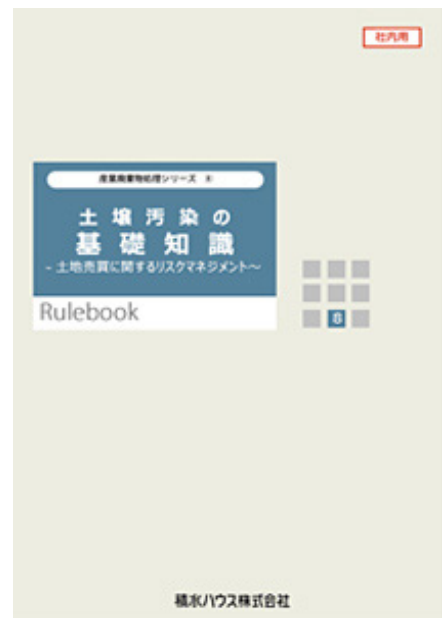 社内用
産業廃棄物処理シリーズ 8
土壌汚染の
基礎知識
~土地売買に関するリスクマネジメント~
Rulebook
8
積水ハウス株式会社